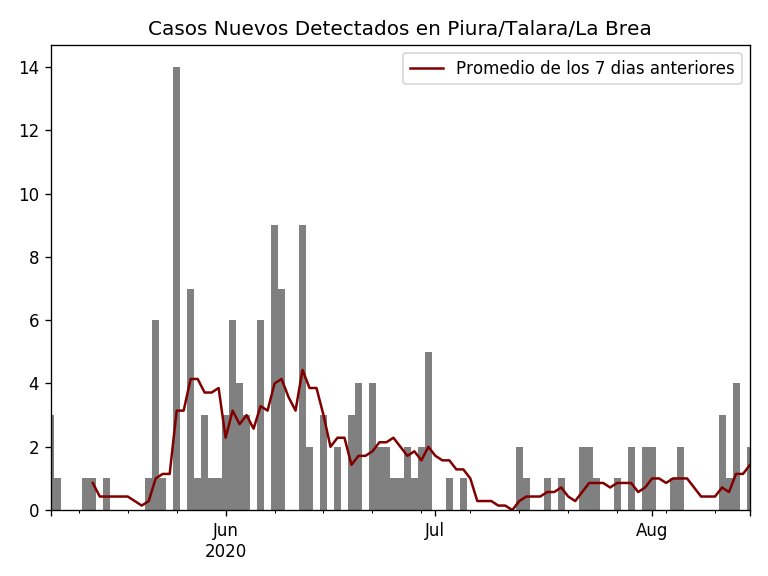 Casos Nuevos Detectados en Piura/Talara/La Brea
Promedio de los 7 dias anteriores
14
12
10
8
6
4
2
0
Jun
2020
Jul
Aug